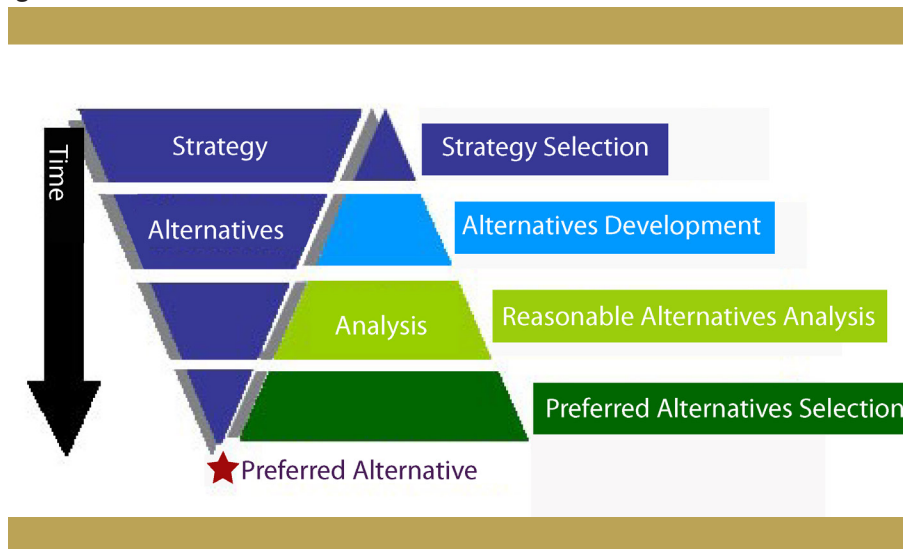 Time
Strategy
Strategy Selection
Alternatives
Alternatives Development
Analysis
Reasonable Alternatives Analysis
Preferred Alternatives Selection
Preferred Alternative